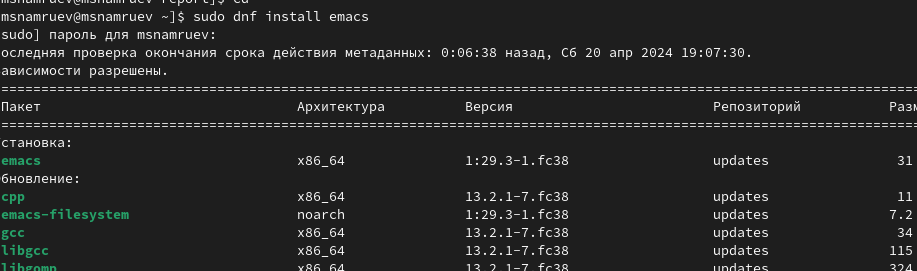 msnamruev@msnamruev report]$ cd
msnamruev@msnamruev ~]$ sudo dnf install emacs
sudo] пароль для msnamruev:
оследняя проверка окончания срока действия метаданных: 0:06:38 назад, Сб 20 апр 2024 19:07:30.
ависимости разрешены.
Пакет Архитектура Версия Репозиторий Разм
становка:
emacs x86_64 1:29.3-1.fc38 updates 31
бновление:
cpp x86_64 13.2.1-7.fc38 updates 11
emacs-filesystem noarch 1:29.3-1.fc38 updates 7.2
gcc x86_64 13.2.1-7.fc38 updates 34
libgcc x86_64 13.2.1-7.fc38 updates 115
libgomp x86_64 13.2.1-7.fc38 updates 324